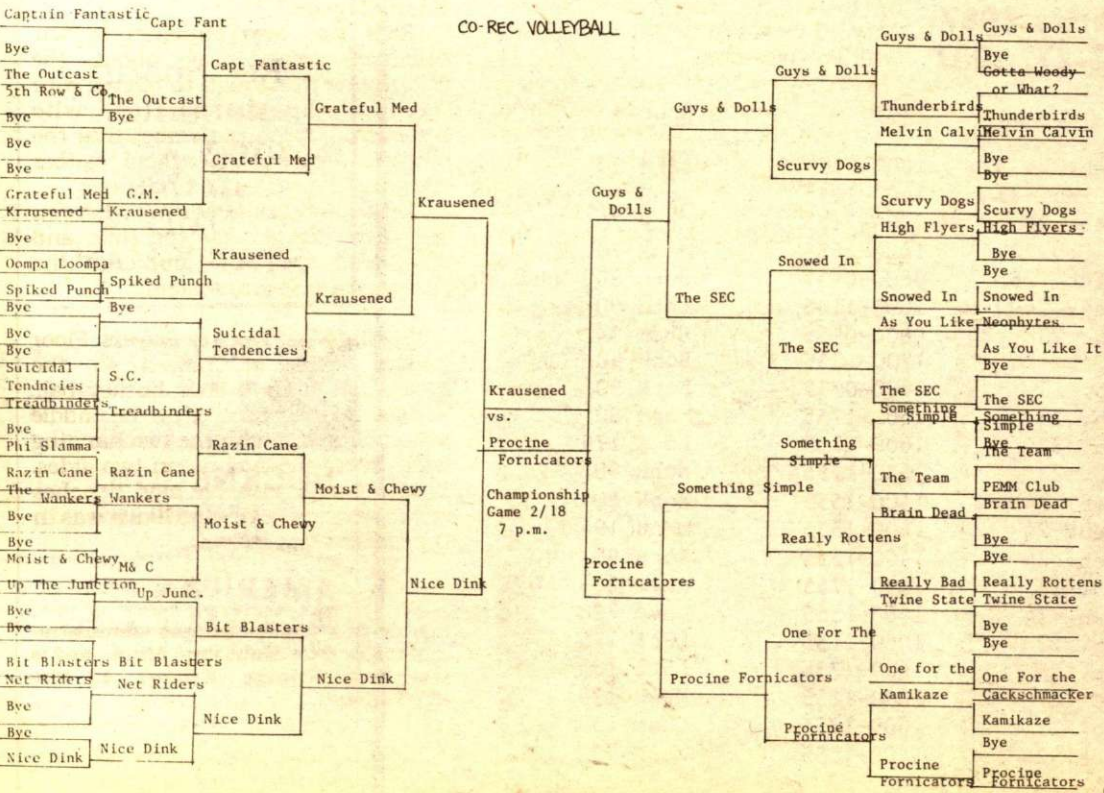 CO-REC VOLLEYBALL
Captain Fantastic
Bye
The Outcast
5th Row & Co.
Bye
Bye
Bye
Grateful Med
Krausened
Bye
Oompa Loompa
Spiked Punch
Bye
Bye
Bye
Suicidal
Tendncies
Treadbinders
Bye
Phi Slamma
Razin Cane
The
Wankers
Bye
Bye
Moist & Chewy
Up The Junction
Bye
Bye
Bit Blasters
Net Riders
Bye
Bye
Nice Dink
Capt Fant
The Outcast
Bye
G.M.
Krausened
Spiked Punch
Bye
S.C.
Treadbinders
Razin Cane
Wankers
M& C
Up Junc.
Bit Blasters
Net Riders
Nice Dink
Capt Fantastic
Grateful Med
Krausened
Suicidal
Tendencies
Razin Cane
Moist & Chewy
Bit Blasters
Nice Dink
Grateful Med
Krausened
Moist & Chewy
Nice Dink
Krausened
Nice Dink
Krausened
vs.
Procine
Fornicators
Championship
Game 2/18
7 p.m.
Guys &
Dolls
Procine
Fornicatores
Guys & Dolls
The SEC
Something Simple
Procine Fornicators
Guys & Dolls
Scurvy Dogs
Snowed In
The SEC
Something
Simple
Really Rottens
One For The
Procine
Fornicators
Guys & Dolls
Thunderbirds
Melvin Calvin
Scurvy Dogs
High Flyers
Snowed In
As You Like
The SEC
Something
Simple
The Team
Brain Dead
Really Bad
Twine State
One for the
Kamikaze
Procine
Fornicators
Guys & Dolls
Bye
Gotta Woody
or What?
Thunderbirds
Melvin Calvin
Bye
Bye
Scurvy Dogs
High Flyers
Bye
Bye
Snowed In
Neophytes
As You Like It
Bye
The SEC
Something
Simple
Bye
The Team
PEMM Club
Brain Dead
Bye
Bye
Really Rottens
Twine State
Bye
Bye
One For the
Cackschmacker
Kamikaze
Bye
Procine
Fornicators